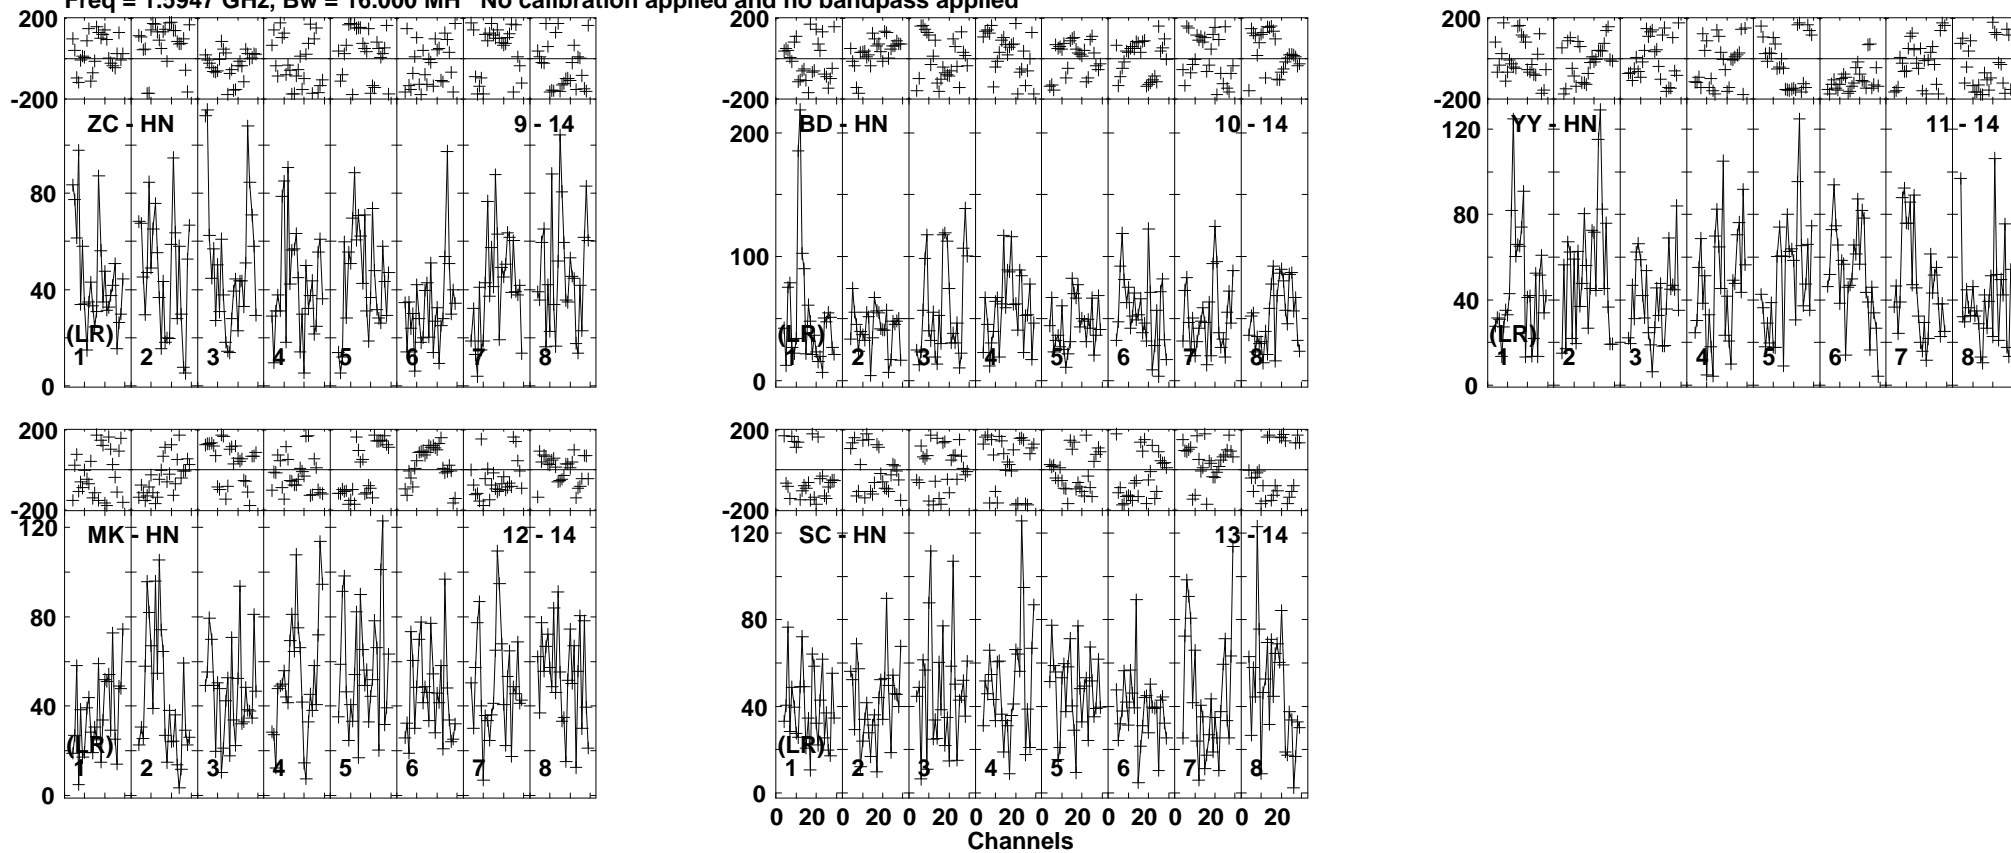 Freq = 1.5947 GHz, Bw = 16.000 MH No calibration applied and no bandpass applied
200 200 200
-200 -200 -200
ZC - HN 9 - 14 BD - HN 10 - 14 YY - HN 11 - 14
200 120
80 80
100
40 40
(LR) (LR) (LR)
1 2 3 4 5 6 7 8 1 2 3 4 5 6 7 8 1 2 3 4 5 6 7 8
0 0 0
200 200
-200 -200
120 MK - HN 12 - 14 120 SC - HN 13 - 14
80 80
40 40
(LR) (LR)
1 2 3 4 5 6 7 8 1 2 3 4 5 6 7 8
0 0
0 20 0 20 0 20 0 20 0 20 0 20 0 20 0 20
Channels